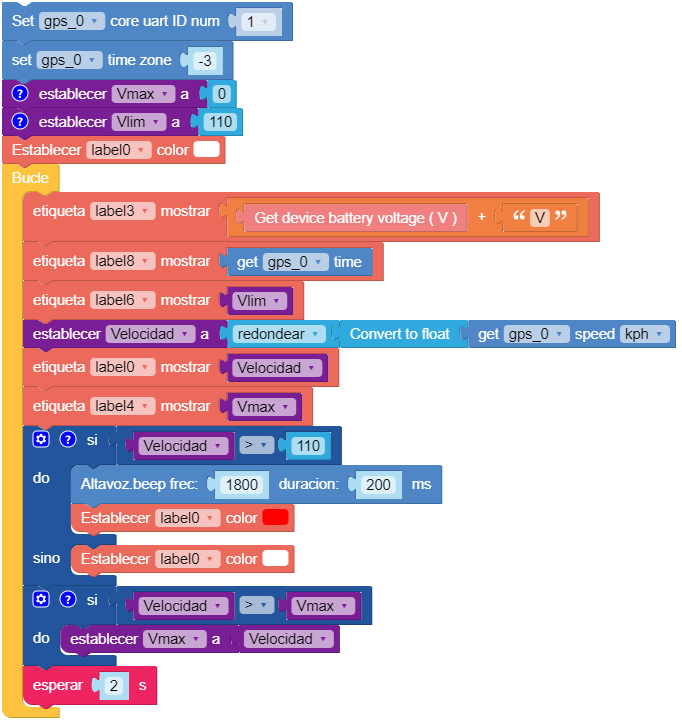 Set gps_0 core uart ID num 1
set gps_0 time zone -3
? establecer Vmax a 0
? establecer Vlim a 110
Establecer label0 color
Bucle
etiqueta label3 mostrar Get device battery voltage ( V ) + “ V ”
etiqueta label8 mostrar get gps_0 time
etiqueta label6 mostrar Vlim
establecer Velocidad a redondear Convert to float get gps_0 speed kph
etiqueta label0 mostrar Velocidad
etiqueta label4 mostrar Vmax
? si Velocidad > 110
do Altavoz.beep frec: 1800 duracion: 200 ms
Establecer label0 color
sino Establecer label0 color
? si Velocidad > Vmax
do establecer Vmax a Velocidad
esperar 2 s